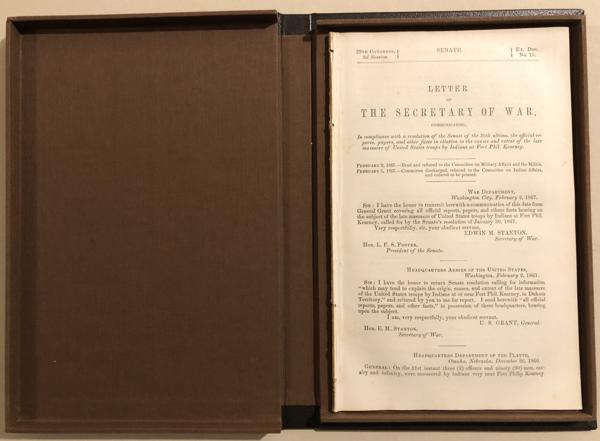 39TH CONGRESS,
2d Session.
SENATE.
Ex. Doc.
No. 15.
LETTER
OF
THE SECRETARY OF WAR,
COMMUNICATING,
In compliance with a resolution of the Senate of the 30th ultimo, the official reports, papers, and other facts in relation to the causes and extent of the late
massacre of United States troops by Indians at Fort Phil. Kearney.
FEBRUARY 2, 1867.—Read and referred to the Committee on Military Affairs and the Militia.
FEBRUARY 5, 1867.—Committee discharged, referred to the Committee on Indian Affairs,
and ordered to be printed.
WAR DEPARTMENT,
Washington City, February 2, 1867.
SIR: I have the honor to transmit herewith a communication of this date from
General Grant covering all official reports, papers, and others facts bearing on
the subject of the late massacre of United States troops by Indians at Fort Phil.
Kearney, called for by the Senate's resolution of January 30, 1867.
Very respectfully, sir, your obedient servant,
EDWIN M. STANTON,
Secretary of War.
Hon. L. F. S. FOSTER,
President of the Senate.
HEADQUARTERS ARMIES OF THE UNITED STATES,
Washington, February 2, 1867.
SIR: I have the honor to return Senate resolution calling for information
"which may tend to explain the origin, causes, and extent of the late massacre
of the United States troops by Indians at or near Fort Phil. Kearney, in Dakota
Territory," and referred by you to me for report. I send herewith "all official
reports, papers, and other facts," in possession of these headquarters, bearing
upon the subject.
I am, very respectfully, your obedient servant,
U. S. GRANT, General.
Hon. E. M. STANTON,
Secretary of War.
HEADQUARTERS DEPARTMENT OF THE PLATTE,
Omaha, Nebraska, December 26, 1866.
GENERAL: On the 21st instant three (3) officers and ninety (90) men, cavalry and infantry, were massacred by Indians very near Fort Philip Kearney.